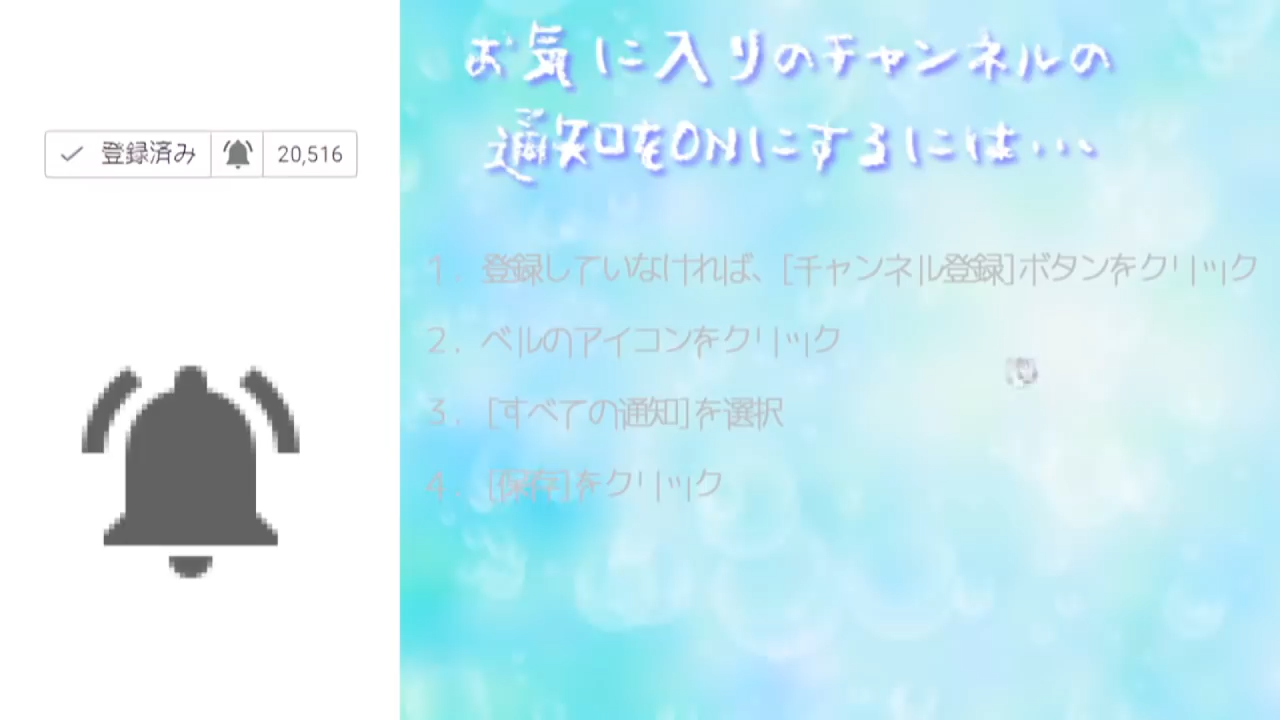 お気に入りのチャンネルの
通知をONにするには・・・
登録済み 20,516
1. 登録していなければ、[チャンネル登録]ボタンをクリック
2. ベルのアイコンをクリック
3. [すべての通知]を選択
4. [保存]をクリック